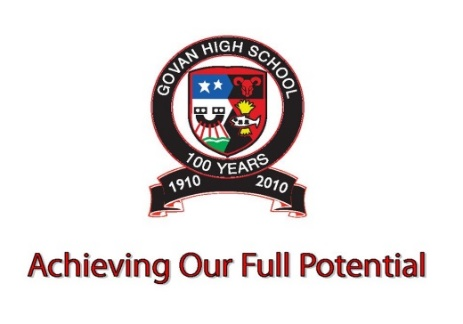 GOVAN HIGH SCHOOL
100 YEARS
1910 2010
Achieving Our Full Potential